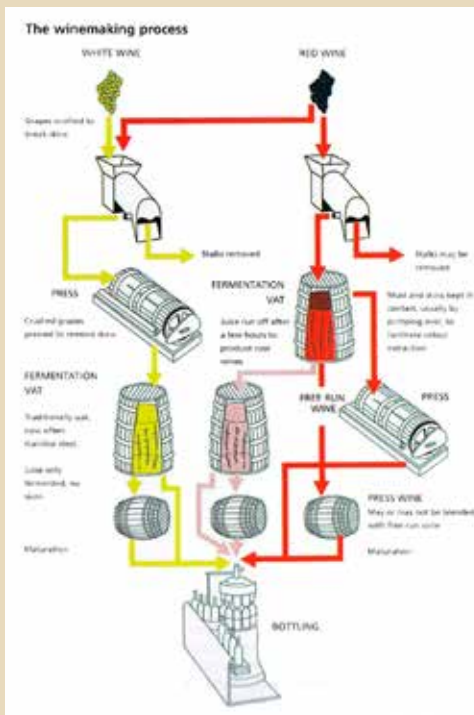 The winemaking process
WHITE WINE
RED WINE
Grapes crushed to
break skins
Stalks removed
Stalks may be
removed
PRESS
Crushed grapes
pressed to remove skins
FERMENTATION
VAT
Juice run off after
a few hours to
produce rosé
wines
Must and skins kept in
contact, usually by
pumping over, to
colour
extraction
FERMENTATION
VAT
Traditionally oak,
now often
stainless steel.
Juice only
fermented, no
skins
FREE RUN
WINE
PRESS
PRESS WINE
May or may not be blended
with free run wine
Maturation
Maturation
BOTTLING